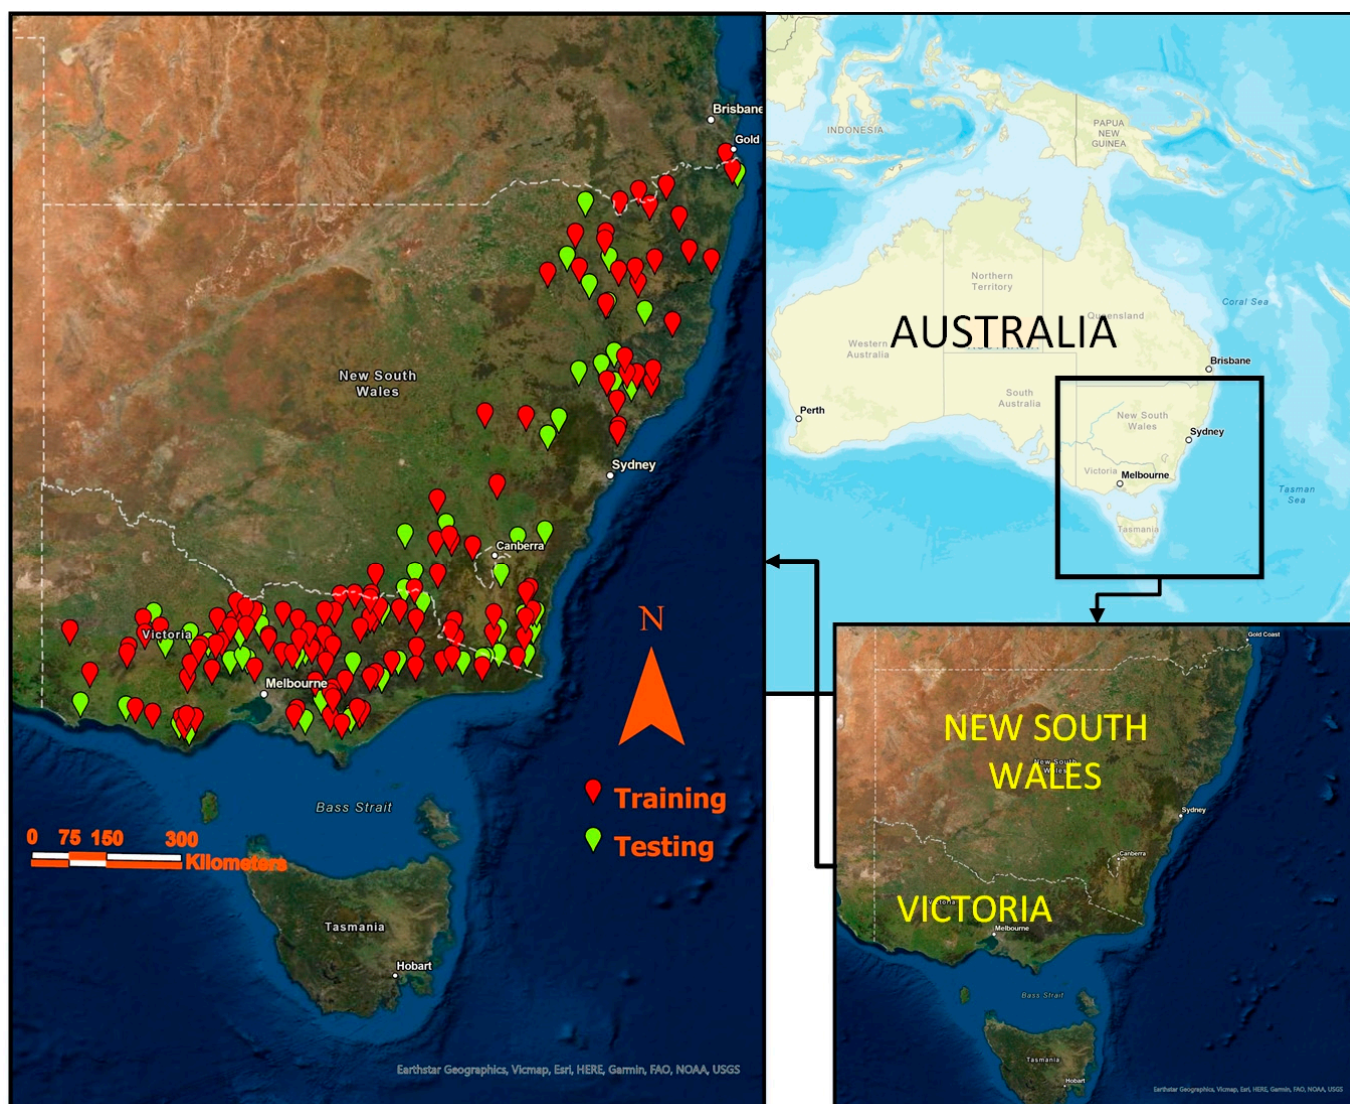 Brisbane
Gold
New South
Wales
Sydney
Canberra
Victoria
Melbourne
N
Training
Testing
Bass Strait
0 75 150 300
Kilometers
Tasmania
Hobart
Earthstar Geographics, Vicmap, Esri, HERE, Garmin, FAO, NOAA, USGS
INDONESIA
PAPUA
NEW
GUINEA
Northern
Territory
Coral Sea
Queensland
AUSTRALIA
Western
Australia
Brisbane
South
Australia
Perth
New South
Wales
Sydney
Victoria
Melbourne
Tasman
Sea
Tasmania
Gold Coast
NEW SOUTH
WALES
New South
Wales
Sydney
Canberra
VICTORIA
Melbourne
Bass Strait
Tasmania
Hobart
Earthstar Geographics, Vicmap, Esri, HERE, Garmin, FAO, NOAA, USGS